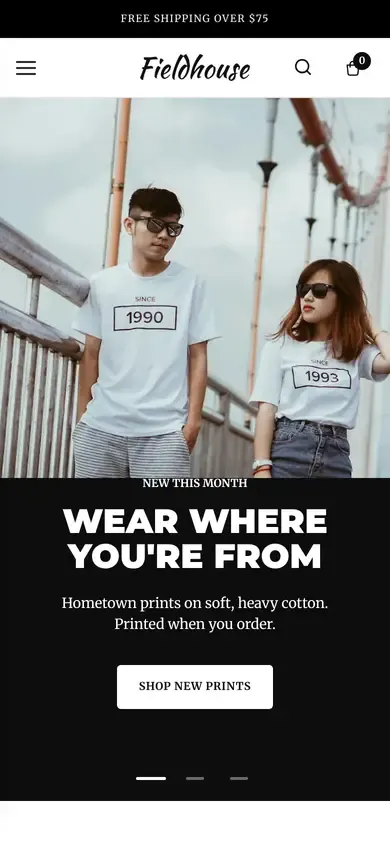 FREE SHIPPING OVER $75
Fieldhouse
0
SINCE
1990
SINCE
1993
NEW THIS MONTH
WEAR WHERE
YOU'RE FROM
Hometown prints on soft, heavy cotton.
Printed when you order.
SHOP NEW PRINTS